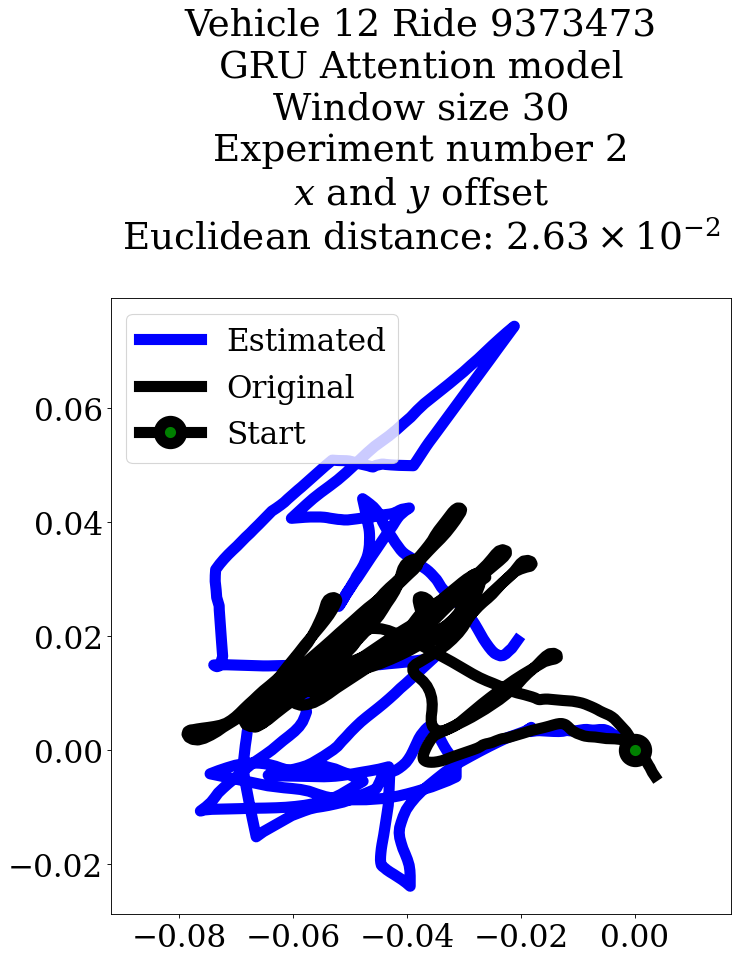 Vehicle 12 Ride 9373473
GRU Attention model
Window size 30
Experiment number 2
x and y offset
Euclidean distance: 2.63 × 10⁻²
Estimated
Original
Start
0.06
0.04
0.02
0.00
−0.02
−0.08 −0.06 −0.04 −0.02 0.00